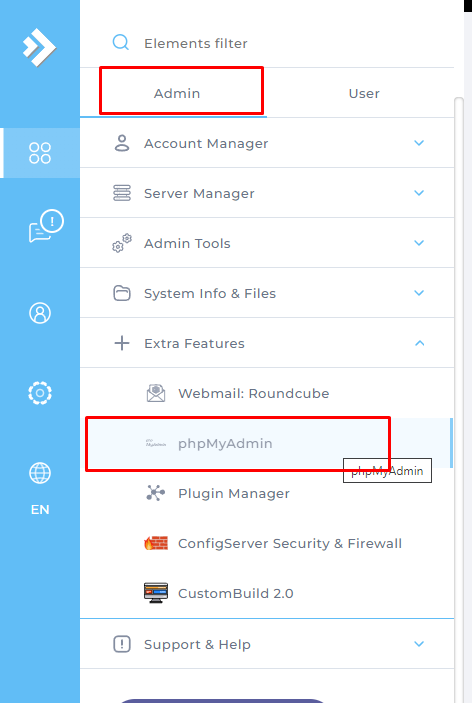 Elements filter
Admin
User
Account Manager
!
Server Manager
Admin Tools
System Info & Files
Extra Features
Webmail: Roundcube
phpMyAdmin
phpMyAdmin
EN
Plugin Manager
ConfigServer Security & Firewall
CustomBuild 2.0
Support & Help